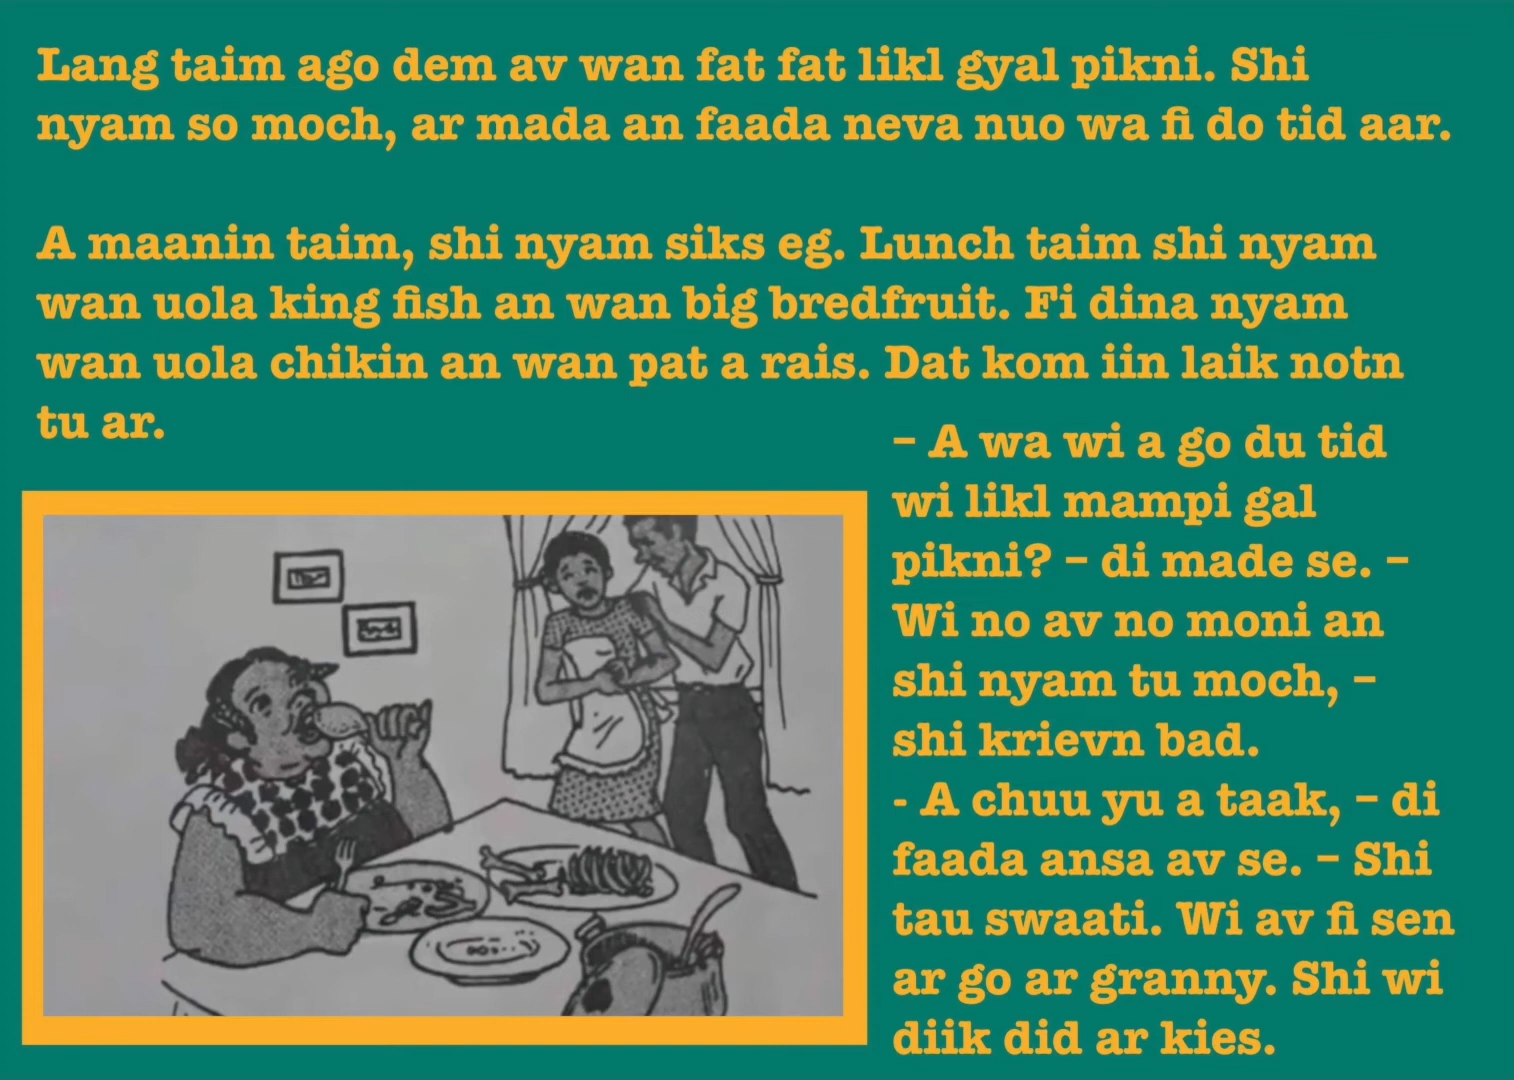 Lang taim ago dem av wan fat fat likl gyal pikni. Shi
nyam so moch, ar mada an faada neva nuo wa fi do tid aar.
A maanin taim, shi nyam siks eg. Lunch taim shi nyam
wan uola king fish an wan big bredfruit. Fi dina nyam
wan uola chikin an wan pat a rais. Dat kom iin laik notn
tu ar.
– A wa wi a go du tid
wi likl mampi gal
pikni? – di made se. –
Wi no av no moni an
shi nyam tu moch, –
shi krievn bad.
- A chuu yu a taak, – di
faada ansa av se. – Shi
tau swaati. Wi av fi sen
ar go ar granny. Shi wi
diik did ar kies.